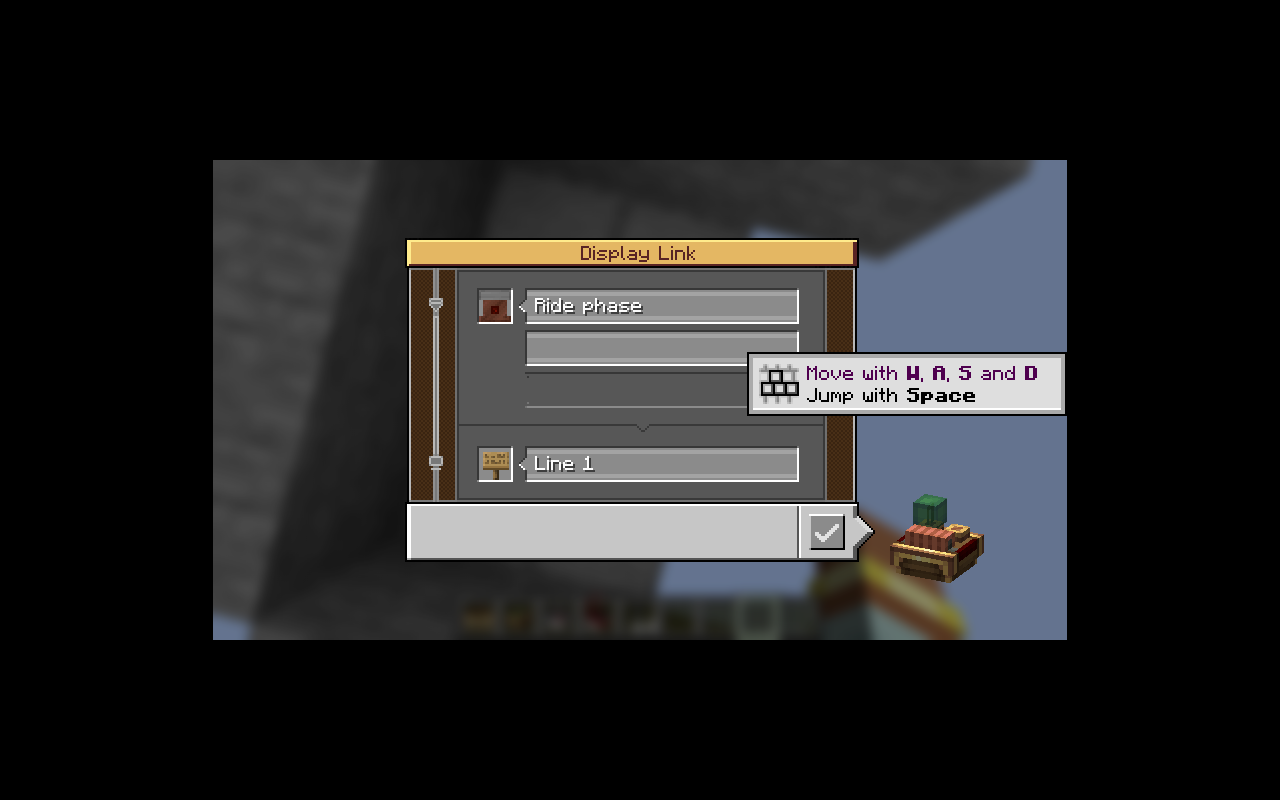 Display Link
Ride phase
Move with W, A, S and D
Jump with Space
Line 1